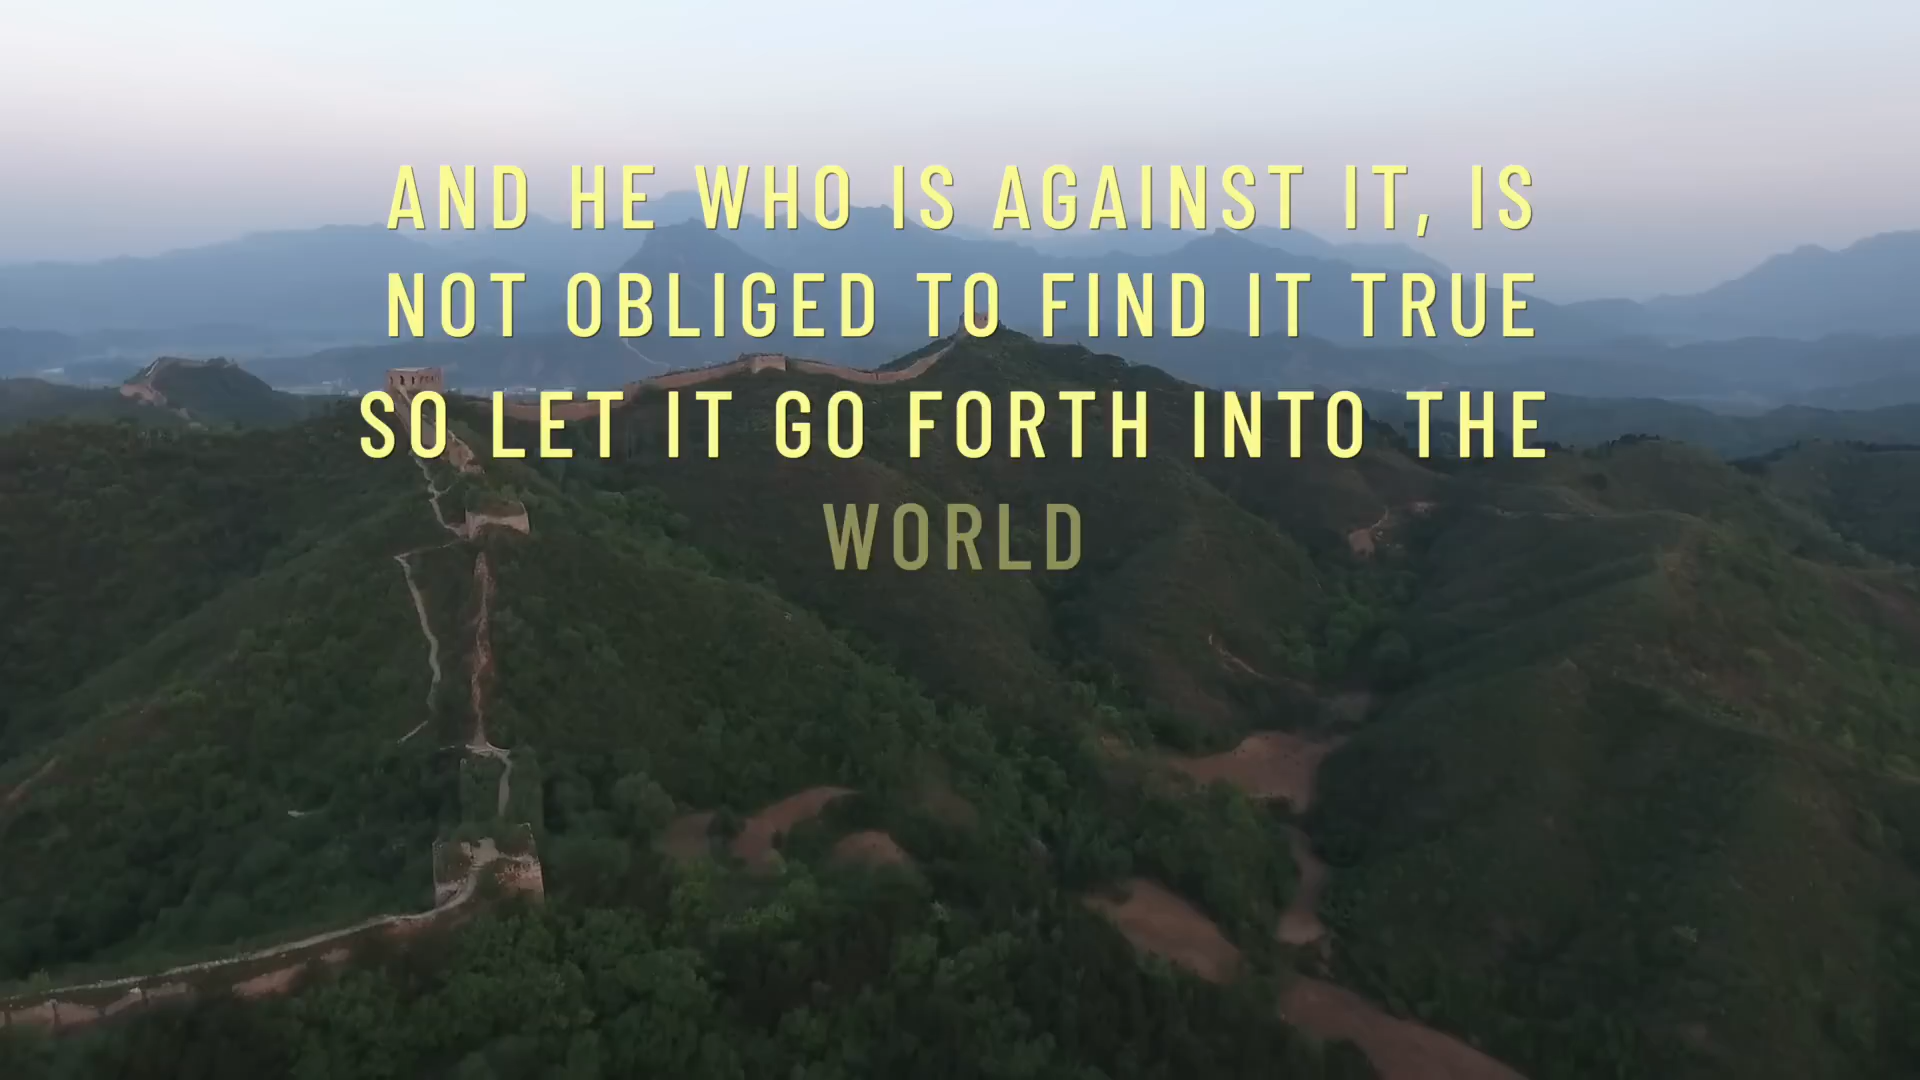 AND HE WHO IS AGAINST IT, IS
NOT OBLIGED TO FIND IT TRUE
SO LET IT GO FORTH INTO THE
WORLD